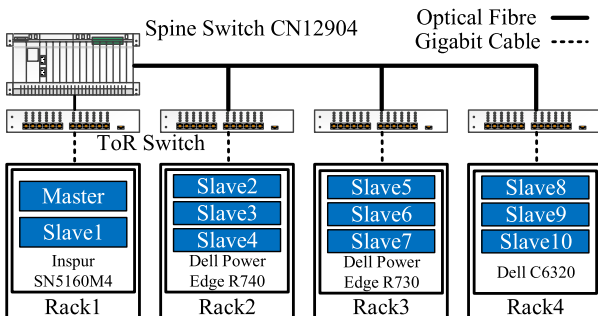 Spine Switch CN12904
Optical Fibre
Gigabit Cable
ToR Switch
Master
Slave1
Inspur
SN5160M4
Rack1
Slave2
Slave3
Slave4
Dell Power
Edge R740
Rack2
Slave5
Slave6
Slave7
Dell Power
Edge R730
Rack3
Slave8
Slave9
Slave10
Dell C6320
Rack4